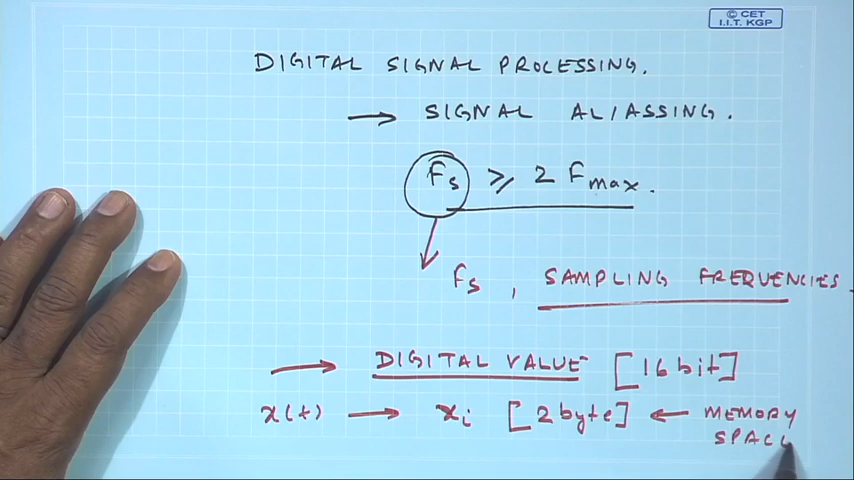 © CET
I.I.T. KGP
DIGITAL SIGNAL PROCESSING.
→ SIGNAL ALIASSING.
Fs ⩾ 2 Fmax.
Fs , SAMPLING FREQUENCIES.
→ DIGITAL VALUE [16 bit]
x(t) → xi [2 byte] ← MEMORY
SPAC